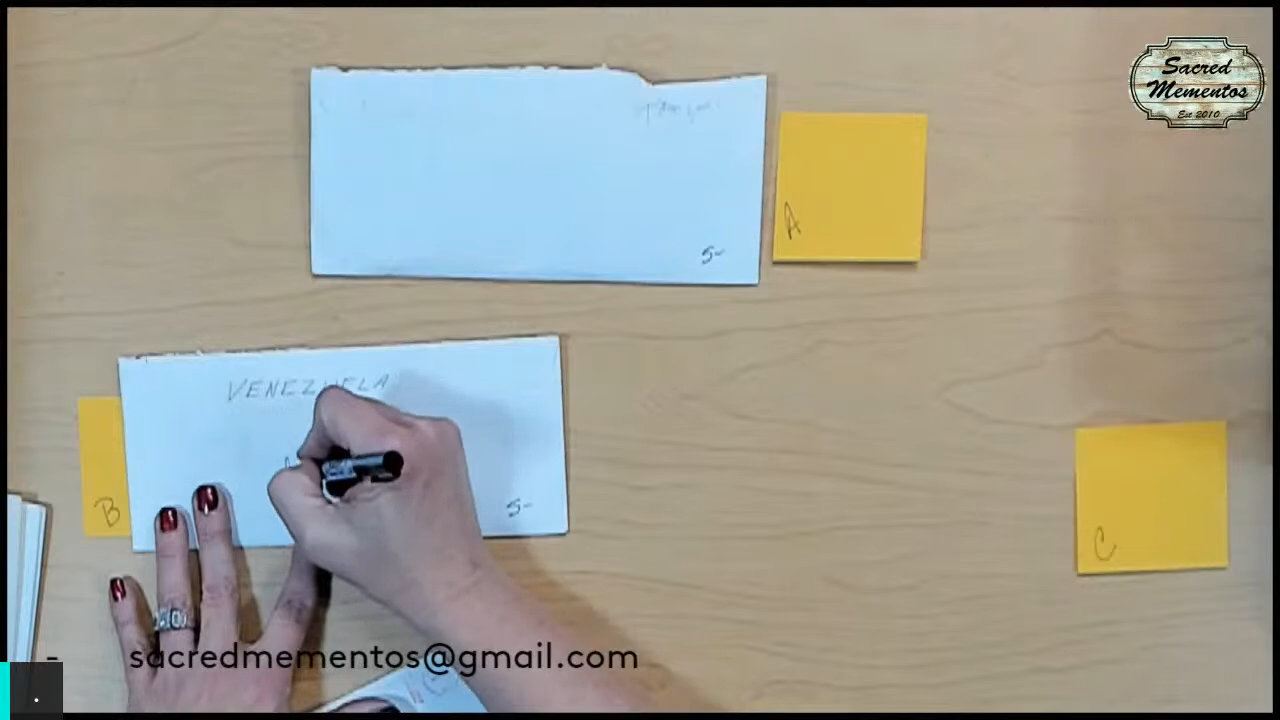 Sacred
Mementos
Est 2010
A
5-
VENEZUELA
B
5-
C
sacredmementos@gmail.com